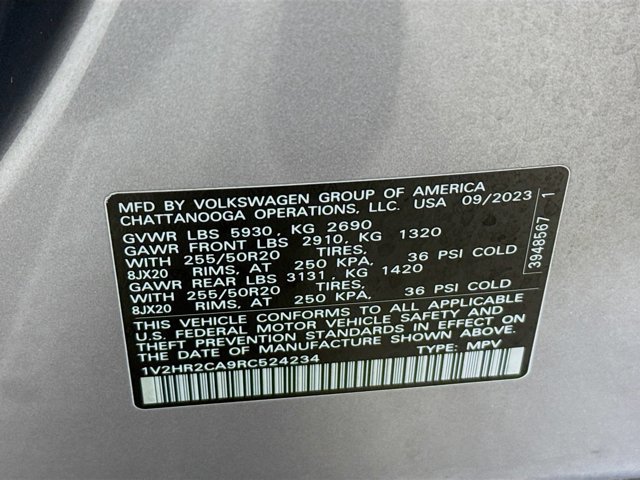 MFD BY VOLKSWAGEN GROUP OF AMERICA
CHATTANOOGA OPERATIONS, LLC. USA 09/2023
GVWR LBS 5930, KG 2690
GAWR FRONT LBS 2910, KG 1320
WITH 255/50R20 TIRES,
8JX20 RIMS, AT 250 KPA, 36 PSI COLD
GAWR REAR LBS 3131, KG 1420
WITH 255/50R20 TIRES,
8JX20 RIMS, AT 250 KPA, 36 PSI COLD
THIS VEHICLE CONFORMS TO ALL APPLICABLE
U.S. FEDERAL MOTOR VEHICLE SAFETY AND
THEFT PREVENTION STANDARDS IN EFFECT ON
THE DATE OF MANUFACTURE SHOWN ABOVE.
1V2HR2CA9RC524234 TYPE: MPV
3948567 1